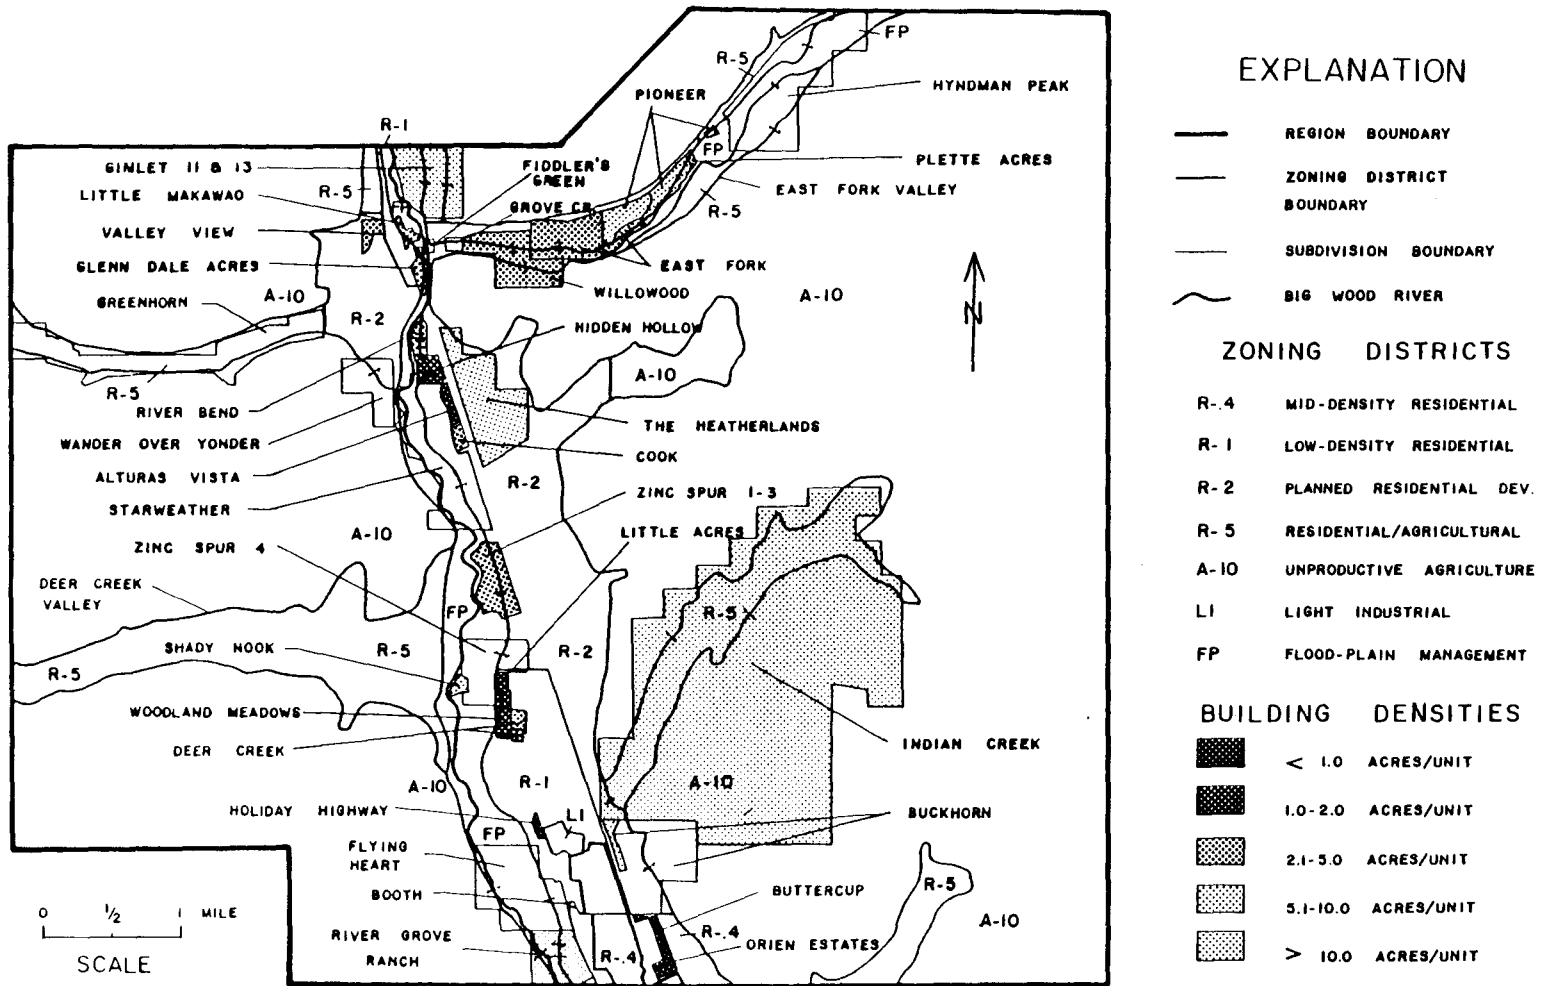 FP
R-5
HYNDMAN PEAK
PIONEER
R-1
FP
PLETTE ACRES
GINLET 11 & 13
FIDDLER'S
GREEN
R-5
EAST FORK VALLEY
LITTLE MAKAWAO
GROVE CR.
R-5
VALLEY VIEW
GLENN DALE ACRES
EAST FORK
WILLOWOOD
A-10
GREENHORN
A-10
R-2
HIDDEN HOLLOW
N
A-10
R-5
RIVER BEND
THE HEATHERLANDS
WANDER OVER YONDER
COOK
ALTURAS VISTA
R-2
ZINC SPUR 1-3
STARWEATHER
A-10
LITTLE ACRES
ZINC SPUR 4
DEER CREEK
VALLEY
FP
R-5
SHADY NOOK
R-5
R-2
R-5
WOODLAND MEADOWS
DEER CREEK
INDIAN CREEK
A-10
R-1
A-10
HOLIDAY HIGHWAY
LI
BUCKHORN
FP
FLYING
HEART
BOOTH
BUTTERCUP
R-5
A-10
RIVER GROVE
RANCH
R-.4
R-.4
ORIEN ESTATES
0 1/2 1 MILE
SCALE
EXPLANATION
REGION BOUNDARY
ZONING DISTRICT
BOUNDARY
SUBDIVISION BOUNDARY
BIG WOOD RIVER
ZONING DISTRICTS
R-.4 MID-DENSITY RESIDENTIAL
R-1 LOW-DENSITY RESIDENTIAL
R-2 PLANNED RESIDENTIAL DEV.
R-5 RESIDENTIAL/AGRICULTURAL
A-10 UNPRODUCTIVE AGRICULTURE
LI LIGHT INDUSTRIAL
FP FLOOD-PLAIN MANAGEMENT
BUILDING DENSITIES
< 1.0 ACRES/UNIT
1.0-2.0 ACRES/UNIT
2.1-5.0 ACRES/UNIT
5.1-10.0 ACRES/UNIT
> 10.0 ACRES/UNIT